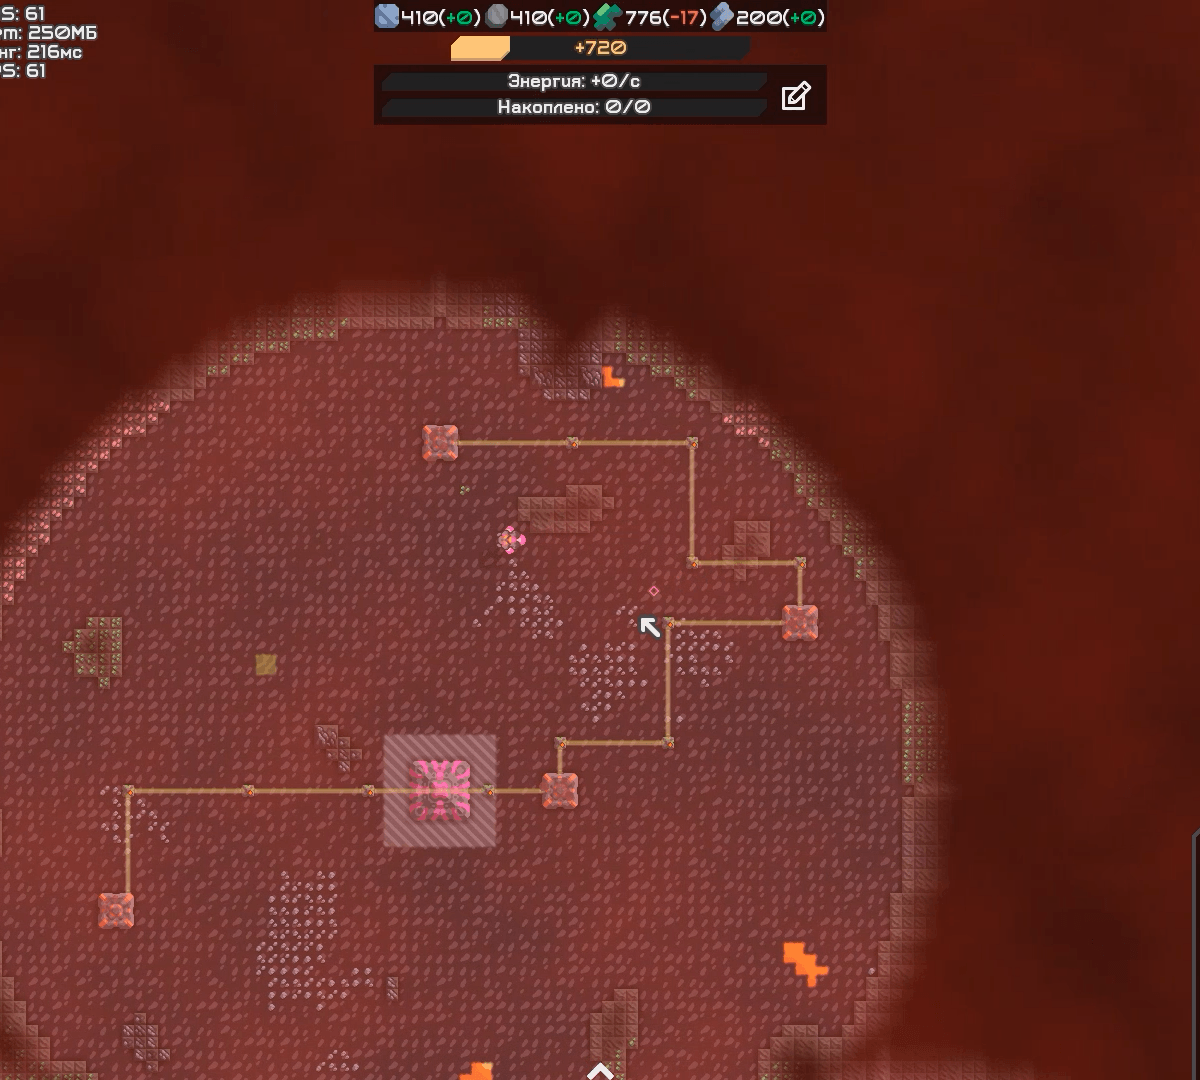 S: 61
m: 250МБ
нг: 216мс
PS: 61
410(+0) 410(+0) 776(-17) 200(+0)
+720
Энергия: +0/с
Накоплено: 0/0